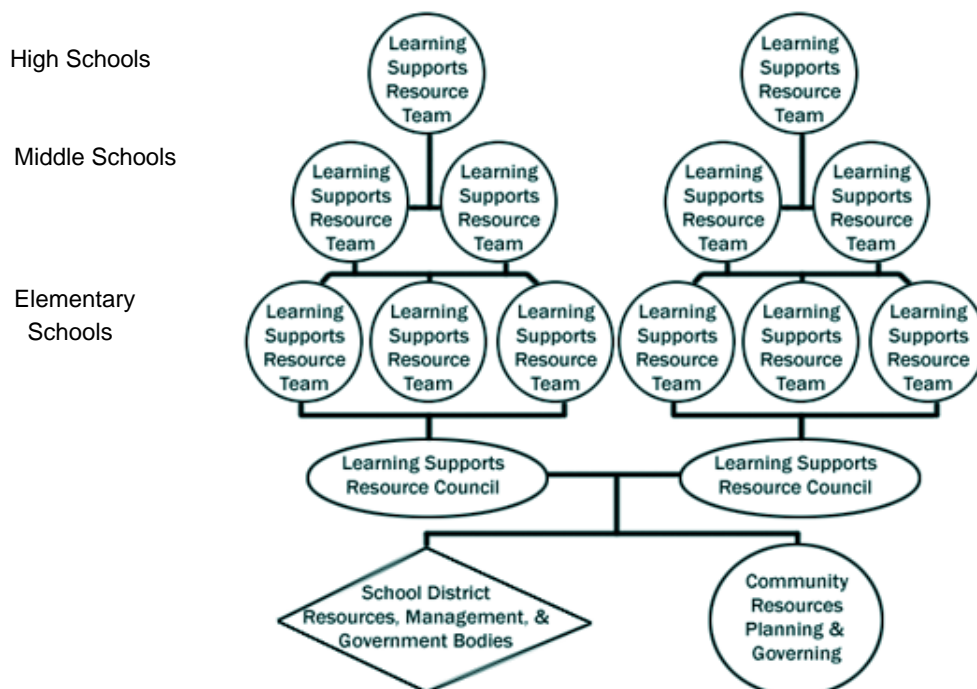 High Schools
Learning
Supports
Resource
Team
Learning
Supports
Resource
Team
Middle Schools
Learning
Supports
Resource
Team
Learning
Supports
Resource
Team
Learning
Supports
Resource
Team
Learning
Supports
Resource
Team
Elementary
Schools
Learning
Supports
Resource
Team
Learning
Supports
Resource
Team
Learning
Supports
Resource
Team
Learning
Supports
Resource
Team
Learning
Supports
Resource
Team
Learning
Supports
Resource
Team
Learning Supports
Resource Council
Learning Supports
Resource Council
School District
Resources, Management, &
Government Bodies
Community
Resources
Planning &
Governing